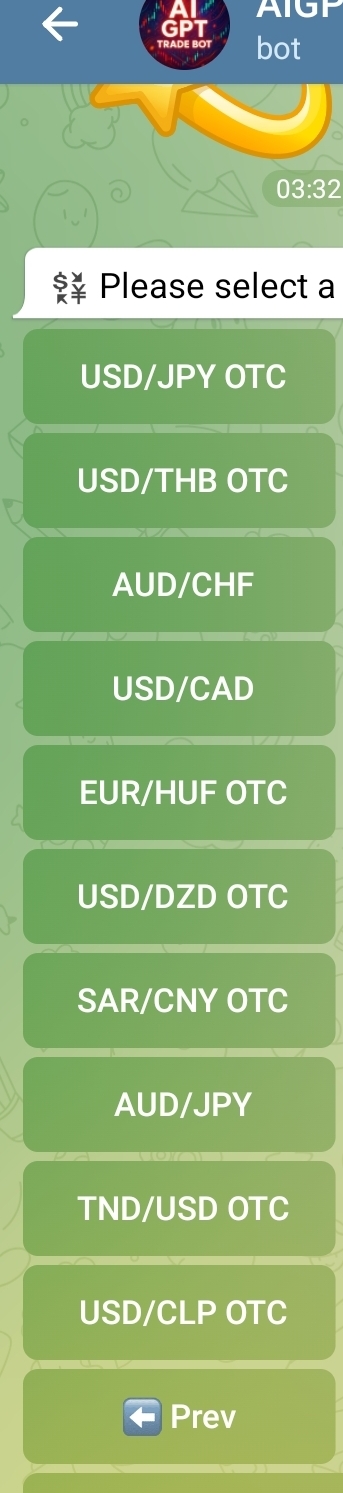 AI
GPT
TRADE BOT
AIGP
bot
03:32
Please select a
USD/JPY OTC
USD/THB OTC
AUD/CHF
USD/CAD
EUR/HUF OTC
USD/DZD OTC
SAR/CNY OTC
AUD/JPY
TND/USD OTC
USD/CLP OTC
Prev